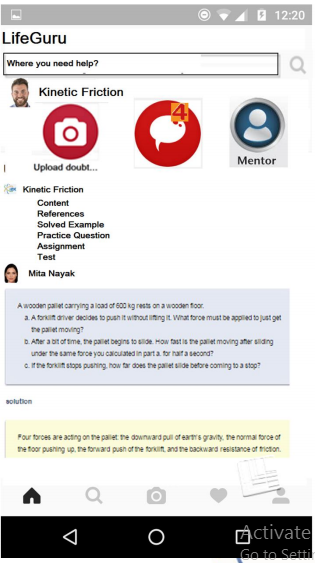 12:20
LifeGuru
Where you need help?
Kinetic Friction
4
Upload doubt...
Mentor
Kinetic Friction
Content
References
Solved Example
Practice Question
Assignment
Test
Mita Nayak
A wooden pallet carrying a load of 600 kg rests on a wooden floor.
a. A forklift driver decides to push it without lifting it. What force must be applied to just get
the pallet moving?
b. After a bit of time, the pallet begins to slide. How fast is the pallet moving after sliding
under the same force you calculated in part a. for half a second?
c. If the forklift stops pushing, how far does the pallet slide before coming to a stop?
solution
Four forces are acting on the pallet: the downward pull of earth's gravity, the normal force of
the floor pushing up, the forward push of the forklift, and the backward resistance of friction.
Activate
Go to Setti